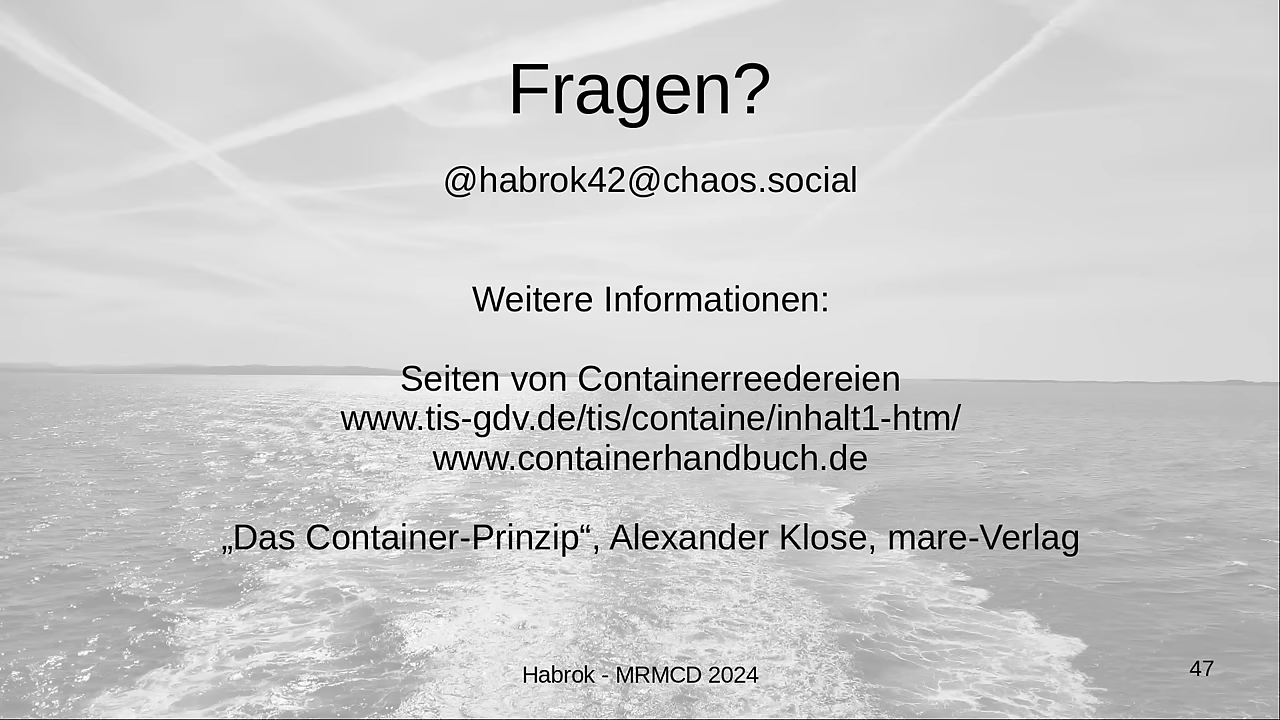 Fragen?
@habrok42@chaos.social
Weitere Informationen:
Seiten von Containerreedereien
www.tis-gdv.de/tis/containe/inhalt1-htm/
www.containerhandbuch.de
„Das Container-Prinzip“, Alexander Klose, mare-Verlag
Habrok - MRMCD 2024
47